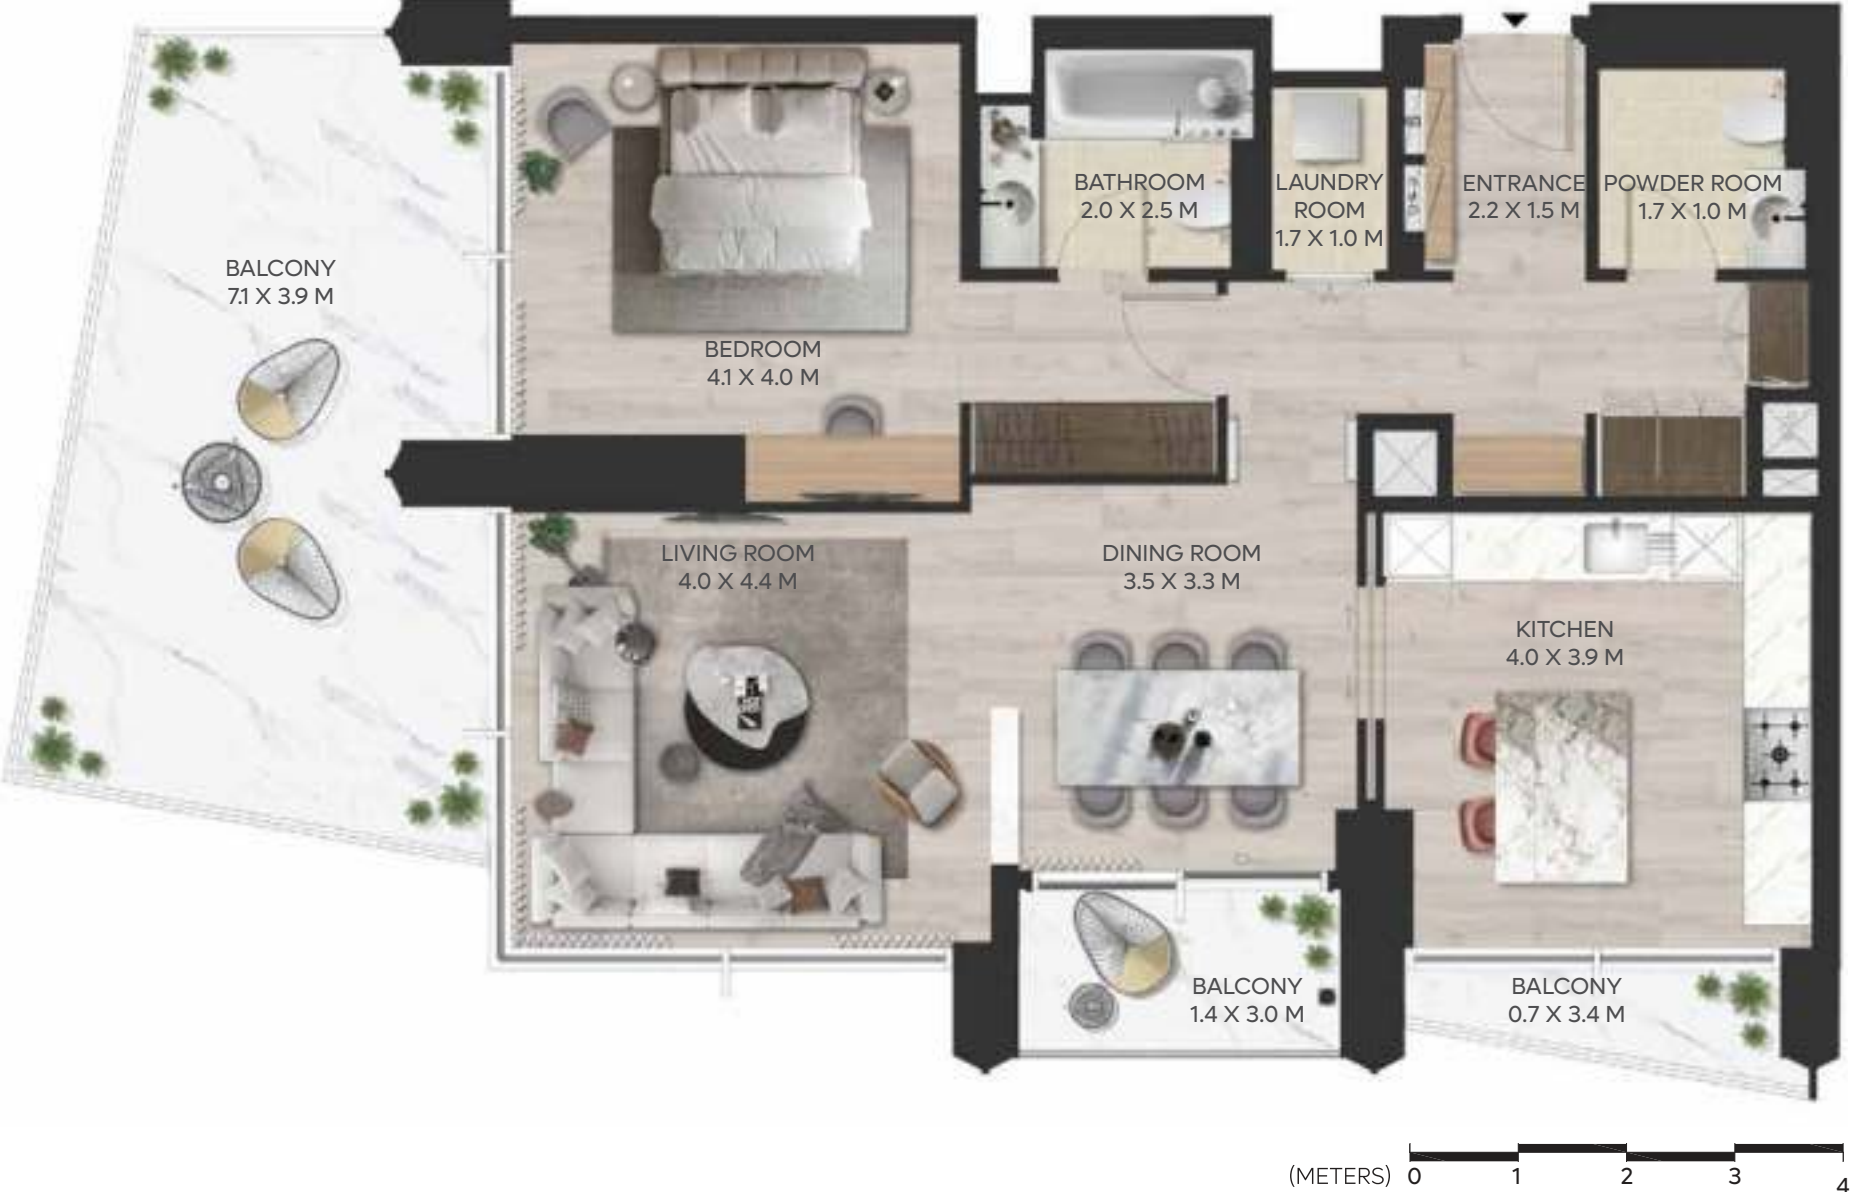 BATHROOM
2.0 X 2.5 M
LAUNDRY
ROOM
1.7 X 1.0 M
ENTRANCE
2.2 X 1.5 M
POWDER ROOM
1.7 X 1.0 M
BALCONY
7.1 X 3.9 M
BEDROOM
4.1 X 4.0 M
LIVING ROOM
4.0 X 4.4 M
DINING ROOM
3.5 X 3.3 M
KITCHEN
4.0 X 3.9 M
BALCONY
1.4 X 3.0 M
BALCONY
0.7 X 3.4 M
(METERS) 0 1 2 3 4